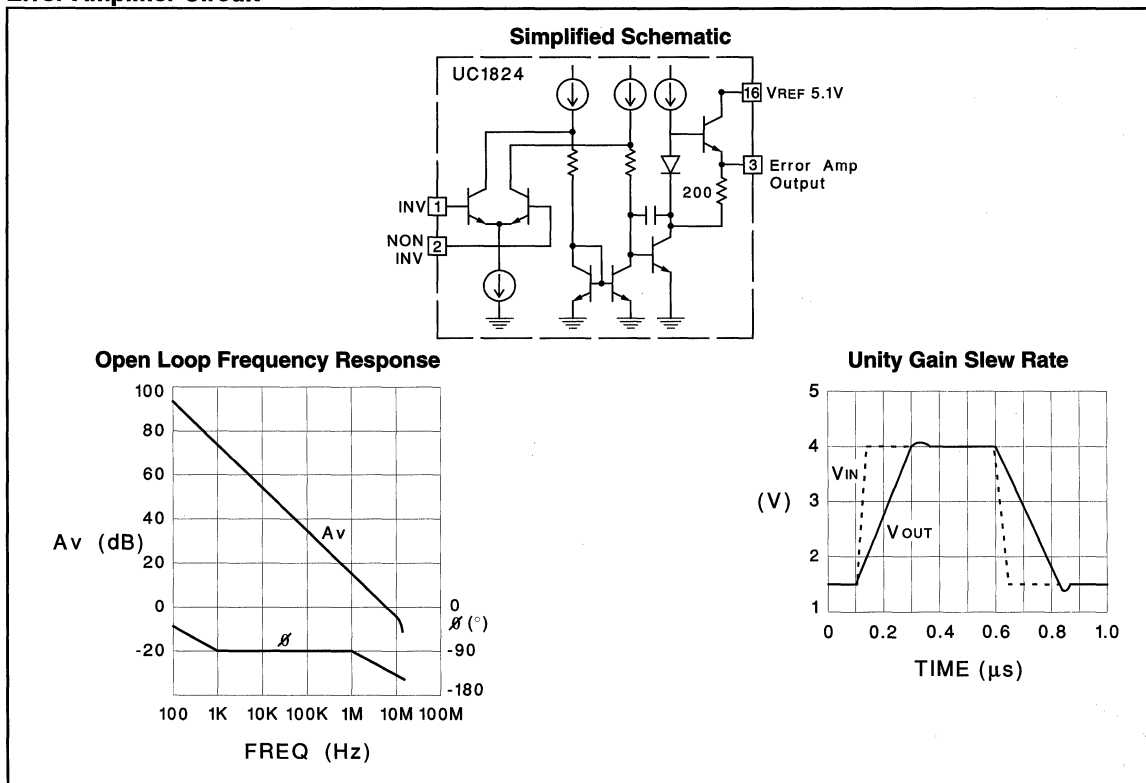 Simplified Schematic
UC1824
16 VREF 5.1V
3 Error Amp
Output
200
INV 1
NON 2
INV
Open Loop Frequency Response
100
80
60
40
20
0
-20
Av (dB)
Av
ø
0
ø (°)
-90
-180
100 1K 10K 100K 1M 10M 100M
FREQ (Hz)
Unity Gain Slew Rate
5
4
3
2
1
(V)
VIN
VOUT
0 0.2 0.4 0.6 0.8 1.0
TIME (µs)